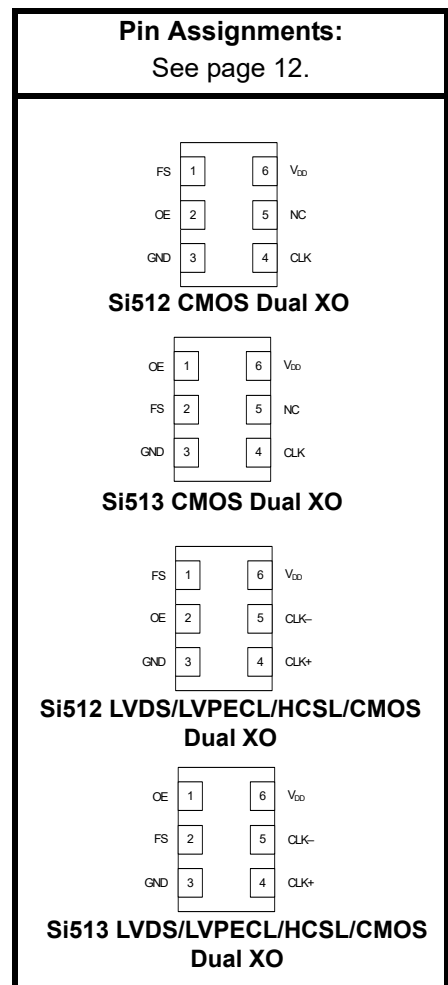 Pin Assignments:
See page 12.
FS 1 6 VDD
OE 2 5 NC
GND 3 4 CLK
Si512 CMOS Dual XO
OE 1 6 VDD
FS 2 5 NC
GND 3 4 CLK
Si513 CMOS Dual XO
FS 1 6 VDD
OE 2 5 CLK–
GND 3 4 CLK+
Si512 LVDS/LVPECL/HCSL/CMOS
Dual XO
OE 1 6 VDD
FS 2 5 CLK–
GND 3 4 CLK+
Si513 LVDS/LVPECL/HCSL/CMOS
Dual XO